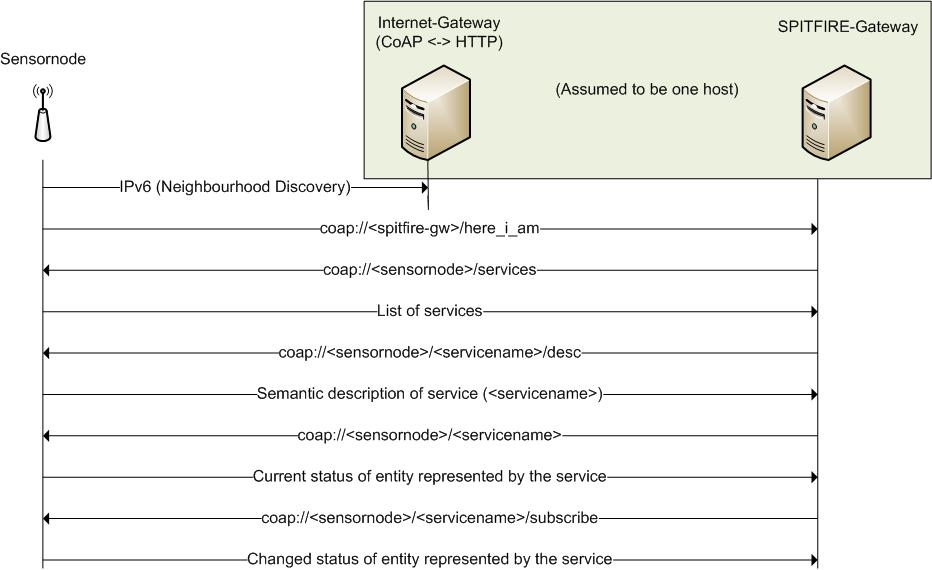 Internet-Gateway
(CoAP <-> HTTP)
SPITFIRE-Gateway
Sensornode
(Assumed to be one host)
IPv6 (Neighbourhood Discovery)
coap://<spitfire-gw>/here_i_am
coap://<sensornode>/services
List of services
coap://<sensornode>/<servicename>/desc
Semantic description of service (<servicename>)
coap://<sensornode>/<servicename>
Current status of entity represented by the service
coap://<sensornode>/<servicename>/subscribe
Changed status of entity represented by the service